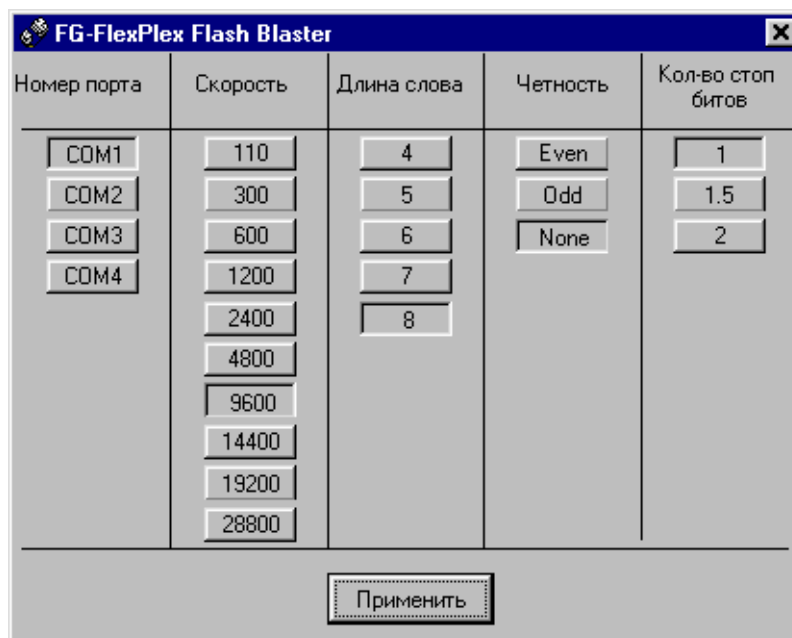 FG-FlexPlex Flash Blaster
Номер порта
COM1
COM2
COM3
COM4
Скорость
110
300
600
1200
2400
4800
9600
14400
19200
28800
Длина слова
4
5
6
7
8
Четность
Even
Odd
None
Кол-во стоп
битов
1
1.5
2
Применить